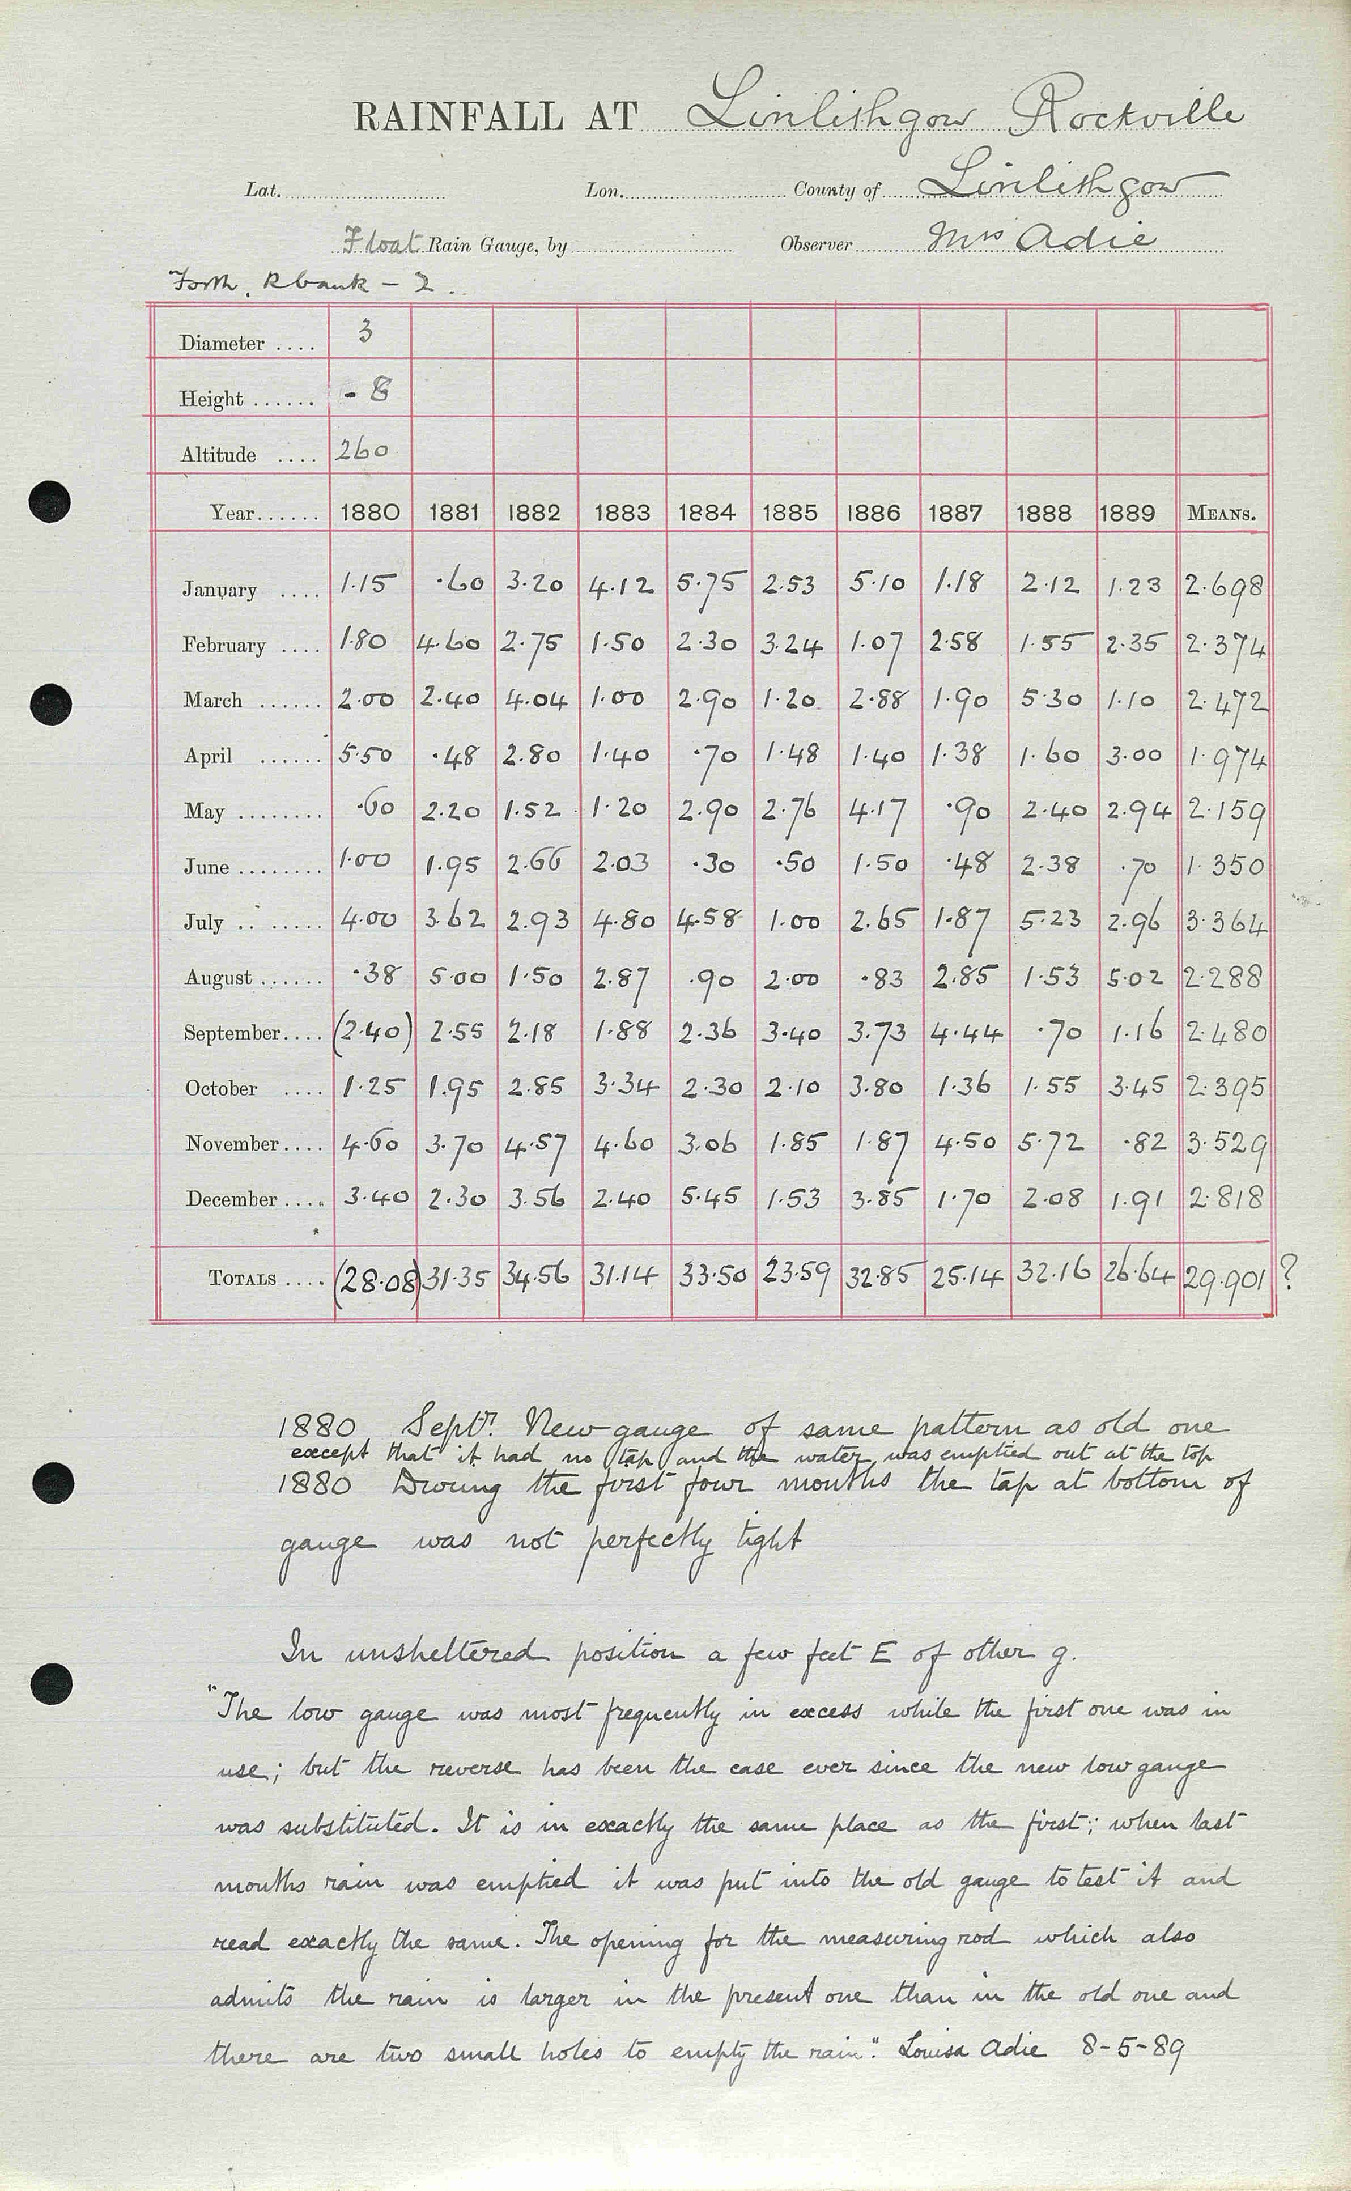 RAINFALL AT Linlithgow Rockville
Lat. Lon. County of Linlithgow
Float Rain Gauge, by Observer Mrs Adie
Forth. R bank - 2.
Diameter .... 3
Height ...... - 8
Altitude .... 260
Year...... 1880 1881 1882 1883 1884 1885 1886 1887 1888 1889 MEANS.
January .... 1.15 .60 3.20 4.12 5.75 2.53 5.10 1.18 2.12 1.23 2.698
February .... 1.80 4.60 2.75 1.50 2.30 3.24 1.07 2.58 1.55 2.35 2.374
March ...... 2.00 2.40 4.04 1.00 2.90 1.20 2.88 1.90 5.30 1.10 2.472
April ...... 5.50 .48 2.80 1.40 .70 1.48 1.40 1.38 1.60 3.00 1.974
May ........ .60 2.20 1.52 1.20 2.90 2.76 4.17 .90 2.40 2.94 2.159
June ........ 1.00 1.95 2.66 2.03 .30 .50 1.50 .48 2.38 .70 1.350
July .. ..... 4.00 3.62 2.93 4.80 4.58 1.00 2.65 1.87 5.23 2.96 3.364
August ...... .38 5.00 1.50 2.87 .90 2.00 .83 2.85 1.53 5.02 2.288
September.... (2.40) 2.55 2.18 1.88 2.36 3.40 3.73 4.44 .70 1.16 2.480
October .... 1.25 1.95 2.85 3.34 2.30 2.10 3.80 1.36 1.55 3.45 2.395
November.... 4.60 3.70 4.57 4.60 3.06 1.85 1.87 4.50 5.72 .82 3.529
December .... 3.40 2.30 3.56 2.40 5.45 1.53 3.85 1.70 2.08 1.91 2.818
TOTALS .... (28.08) 31.35 34.56 31.14 33.50 23.59 32.85 25.14 32.16 26.64 29.901 ?
1880 Septr. New gauge of same pattern as old one
except that it had no tap and the water was emptied out at the top
1880 During the first four months the tap at bottom of
gauge was not perfectly tight
In unsheltered position a few feet E of other g.
"The low gauge was most frequently in excess while the first one was in
use; but the reverse has been the case ever since the new low gauge
was substituted. It is in exactly the same place as the first; when last
months rain was emptied it was put into the old gauge to test it and
read exactly the same. The opening for the measuring rod which also
admits the rain is larger in the present one than in the old one and
there are two small holes to empty the rain." Louisa Adie 8-5-89